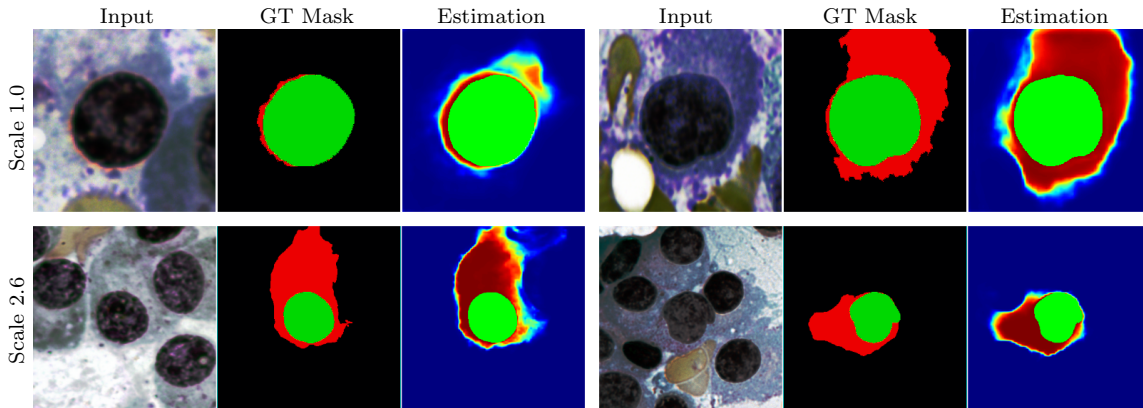 Input GT Mask Estimation Input GT Mask Estimation
Scale 1.0
Scale 2.6